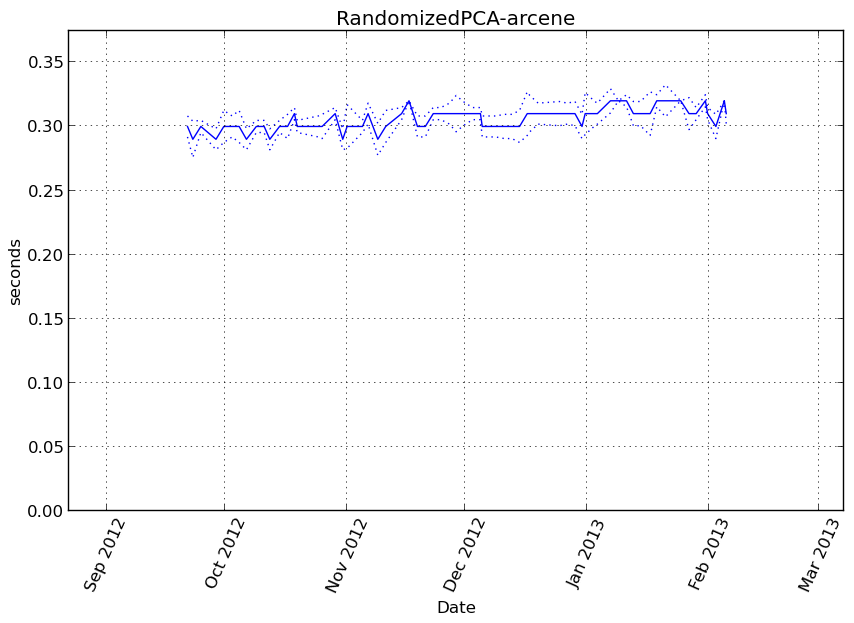 RandomizedPCA-arcene
0.35
0.30
0.25
0.20
0.15
0.10
0.05
0.00
seconds
Sep 2012
Oct 2012
Nov 2012
Dec 2012
Jan 2013
Feb 2013
Mar 2013
Date